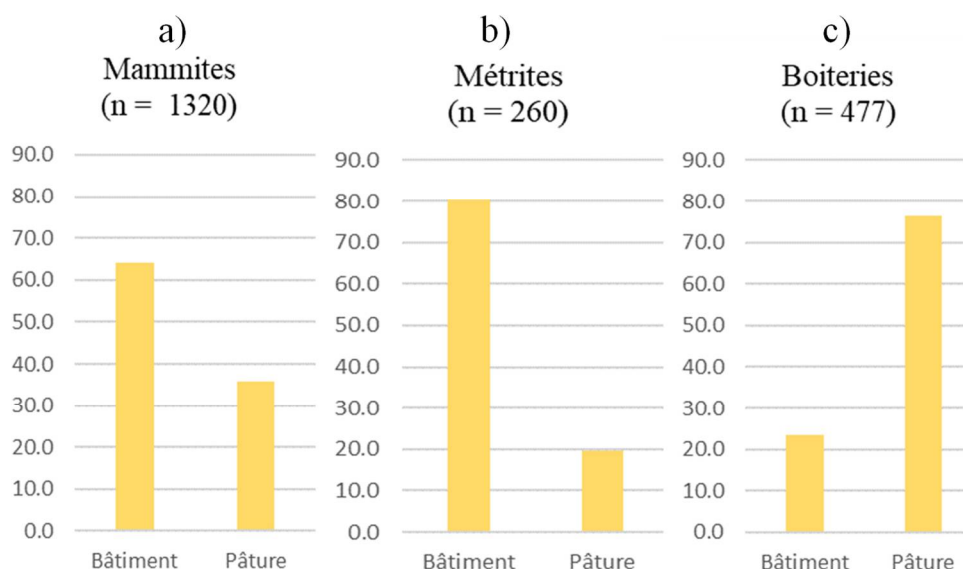 a)
Mammites
(n =  1320)
90.0
80.0
70.0
60.0
50.0
40.0
30.0
20.0
10.0
0.0
Bâtiment Pâture
b)
Métrites
(n = 260)
90.0
80.0
70.0
60.0
50.0
40.0
30.0
20.0
10.0
0.0
Bâtiment Pâture
c)
Boiteries
(n = 477)
90.0
80.0
70.0
60.0
50.0
40.0
30.0
20.0
10.0
0.0
Bâtiment Pâture